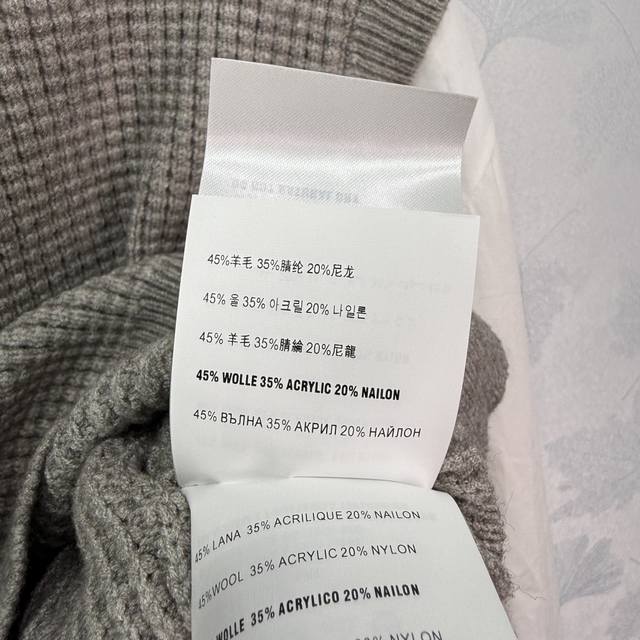 45%羊毛 35%腈纶 20%尼龙
45% 울 35% 아크릴 20% 나일론
45% 羊毛 35%腈綸 20%尼龍
45% WOLLE 35% ACRYLIC 20% NAILON
45% ВЪЛНА 35% АКРИЛ 20% НАЙЛОН
45% LANA 35% ACRILIQUE 20% NAILON
45%WOOL 35% ACRYLIC 20% NYLON
WOLLE 35% ACRYLICO 20% NAILON
NYLON